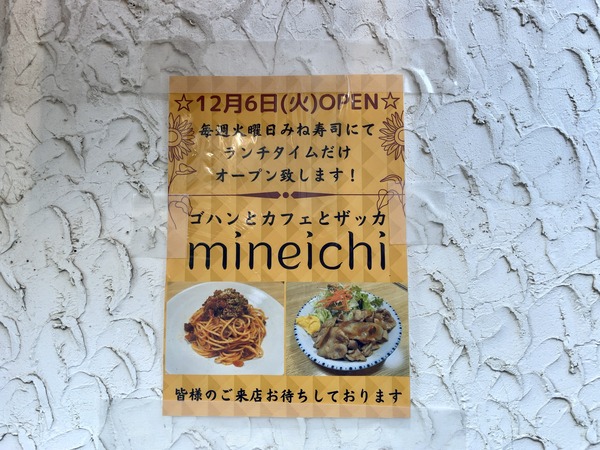 ☆12月6日(火)OPEN☆
毎週火曜日みね寿司にて
ランチタイムだけ
オープン致します！
ゴハンとカフェとザッカ
mineichi
皆様のご来店お待ちしております